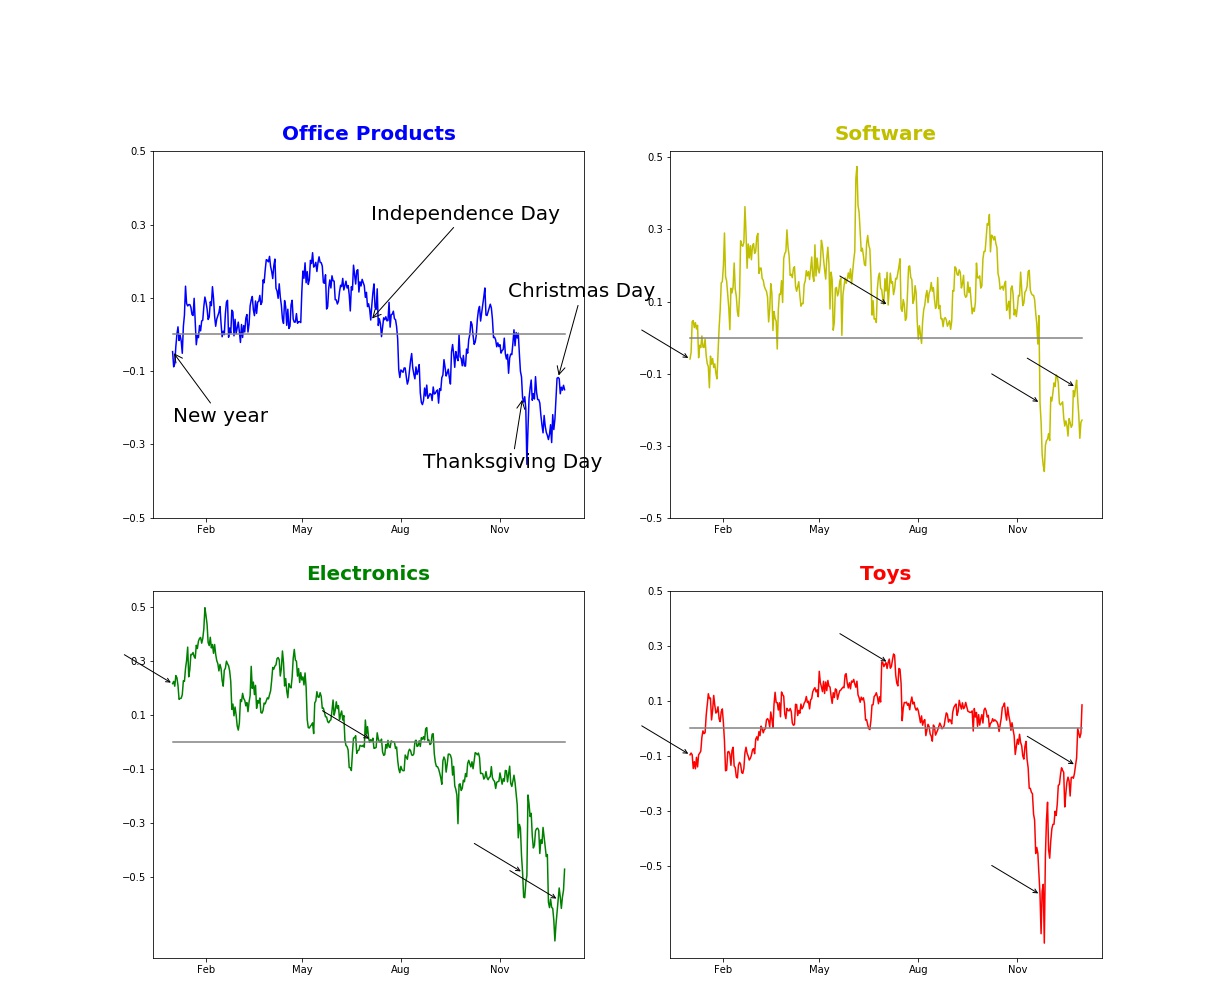 Office Products
0.5
0.3
0.1
−0.1
−0.3
−0.5
Independence Day
Christmas Day
New year
Thanksgiving Day
Feb May Aug Nov
Software
0.5
0.3
0.1
−0.1
−0.3
−0.5
Feb May Aug Nov
Electronics
0.5
0.3
0.1
−0.1
−0.3
−0.5
Feb May Aug Nov
Toys
0.5
0.3
0.1
−0.1
−0.3
−0.5
Feb May Aug Nov